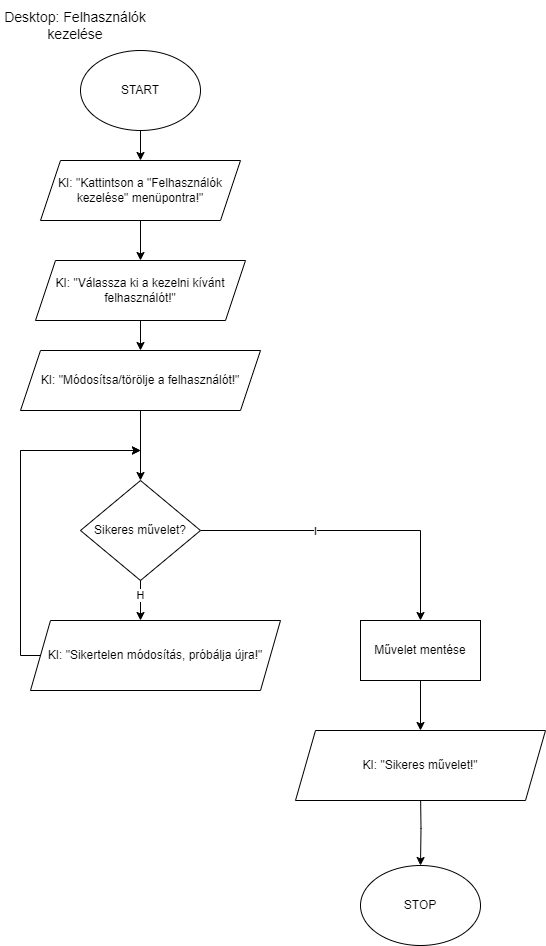 Desktop: Felhasználók
kezelése
START
KI: "Kattintson a "Felhasználók
kezelése" menüpontra!"
KI: "Válassza ki a kezelni kívánt
felhasználót!"
KI: "Módosítsa/törölje a felhasználót!"
Sikeres művelet?
I
H
KI: "Sikertelen módosítás, próbálja újra!"
Művelet mentése
KI: "Sikeres művelet!"
STOP